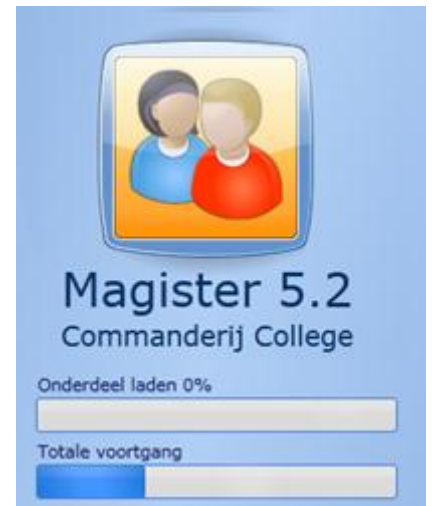 Magister 5.2
Commanderij College
Onderdeel laden 0%
Totale voortgang